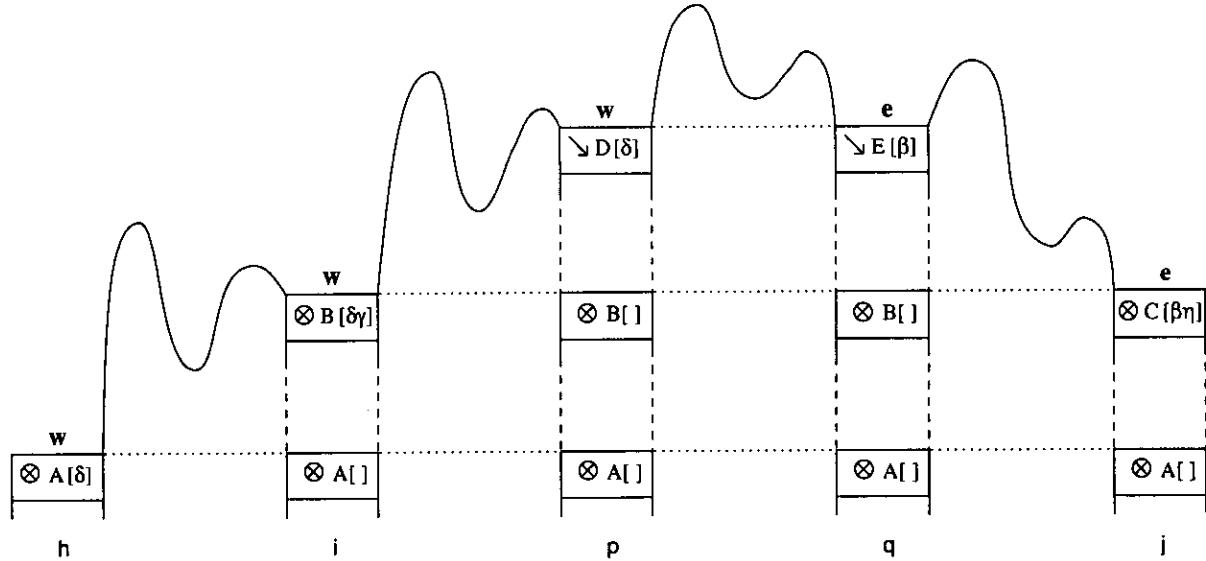 w e
↘ D[δ] ↘ E[β]
w e
⊗ B[δγ] ⊗ B[ ] ⊗ B[ ] ⊗ C[βη]
w
⊗ A[δ] ⊗ A[ ] ⊗ A[ ] ⊗ A[ ] ⊗ A[ ]
h i p q j